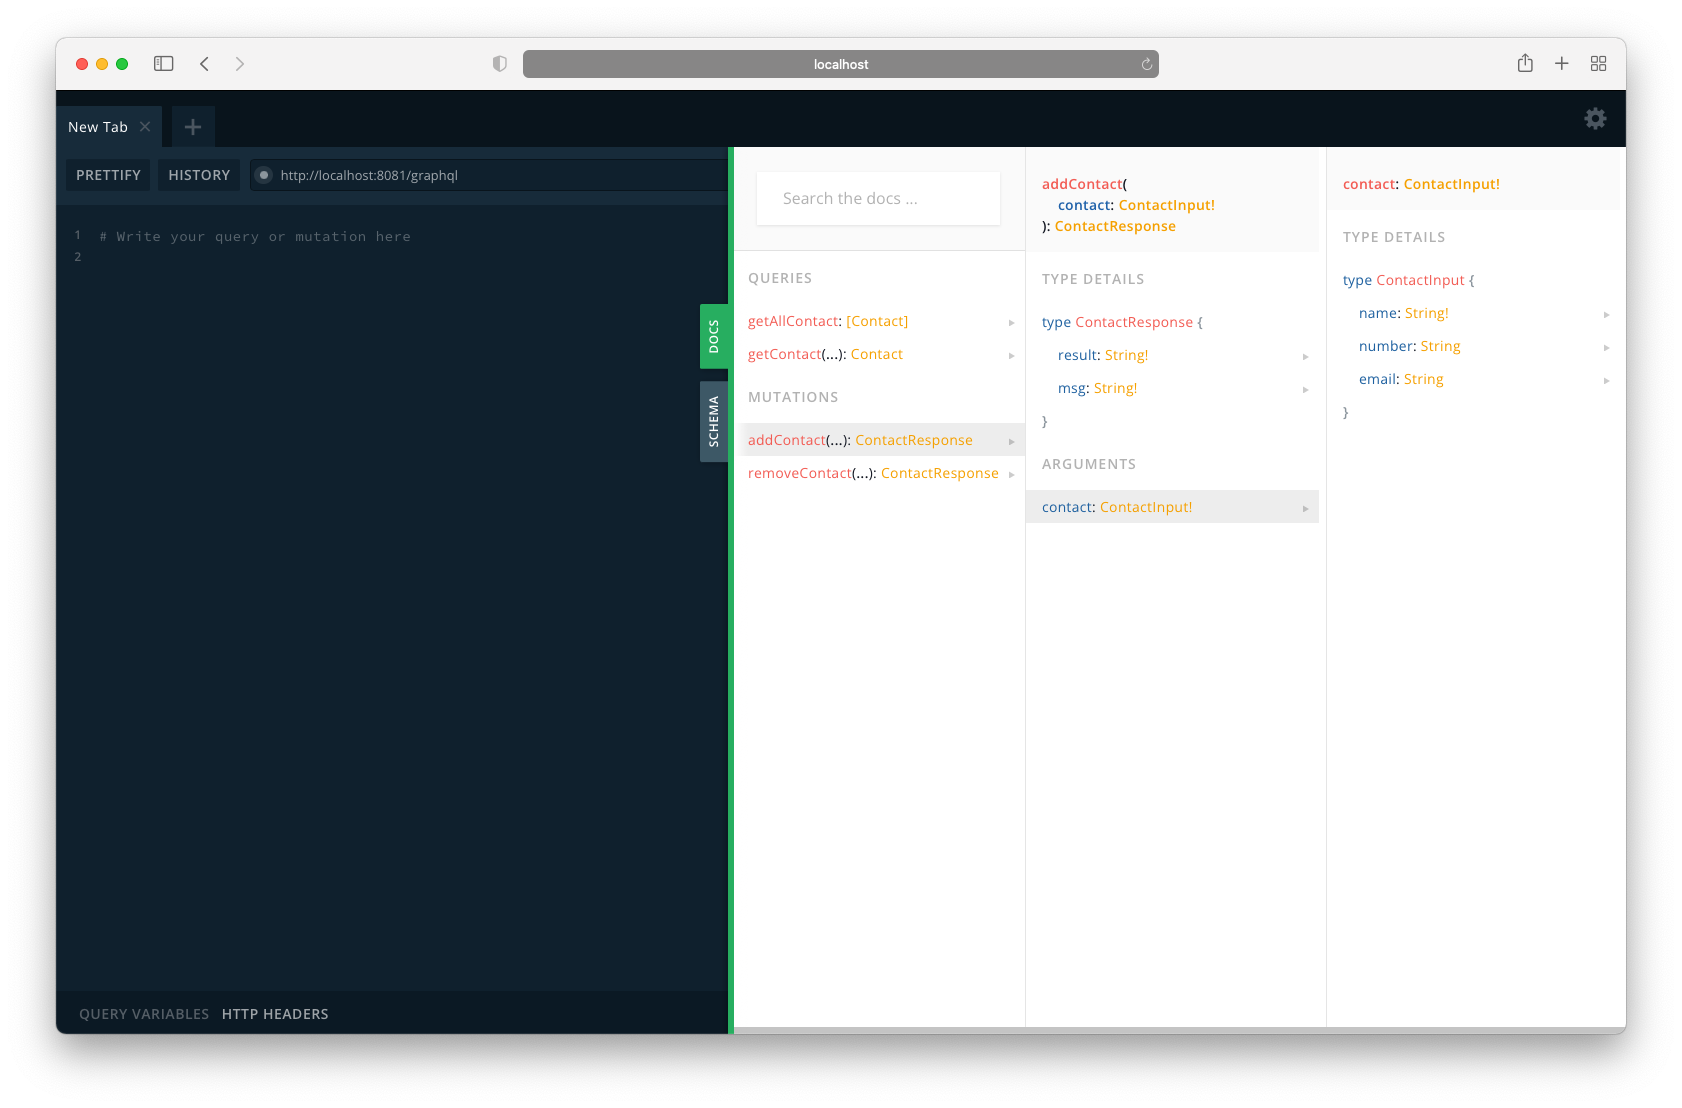 localhost
New Tab
PRETTIFY
HISTORY
http://localhost:8081/graphql
1 # Write your query or mutation here
2
DOCS
SCHEMA
QUERY VARIABLES
HTTP HEADERS
Search the docs ...
QUERIES
getAllContact: [Contact]
getContact(...): Contact
MUTATIONS
addContact(...): ContactResponse
removeContact(...): ContactResponse
addContact(
contact: ContactInput!
): ContactResponse
TYPE DETAILS
type ContactResponse {
result: String!
msg: String!
}
ARGUMENTS
contact: ContactInput!
contact: ContactInput!
TYPE DETAILS
type ContactInput {
name: String!
number: String
email: String
}